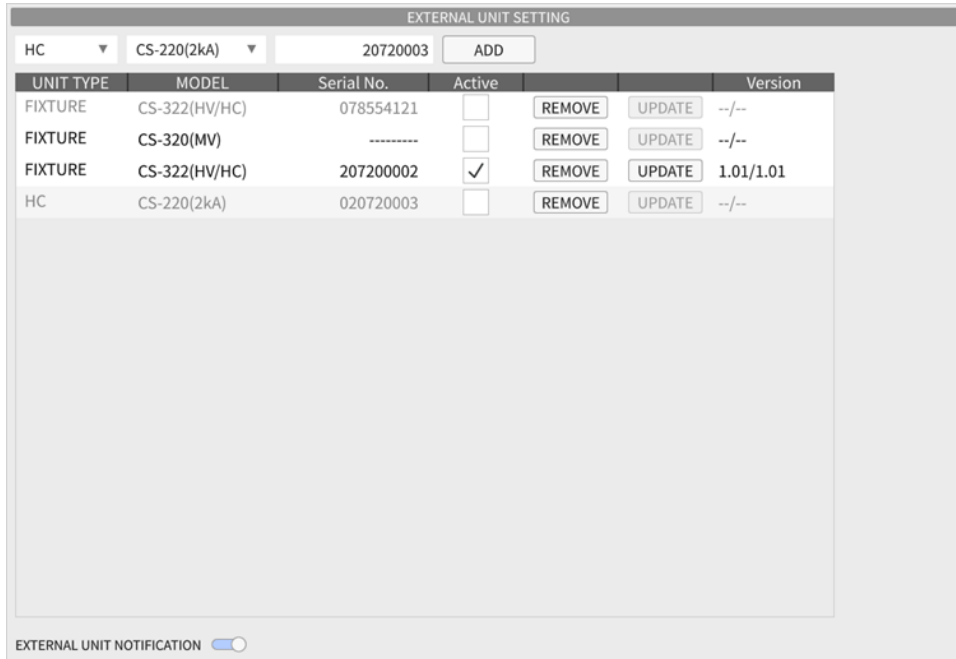 EXTERNAL UNIT SETTING
HC CS-220(2kA) 20720003 ADD
UNIT TYPE MODEL Serial No. Active Version
FIXTURE CS-322(HV/HC) 078554121 REMOVE UPDATE --/--
FIXTURE CS-320(MV) --------- REMOVE UPDATE --/--
FIXTURE CS-322(HV/HC) 207200002 REMOVE UPDATE 1.01/1.01
HC CS-220(2kA) 020720003 REMOVE UPDATE --/--
EXTERNAL UNIT NOTIFICATION